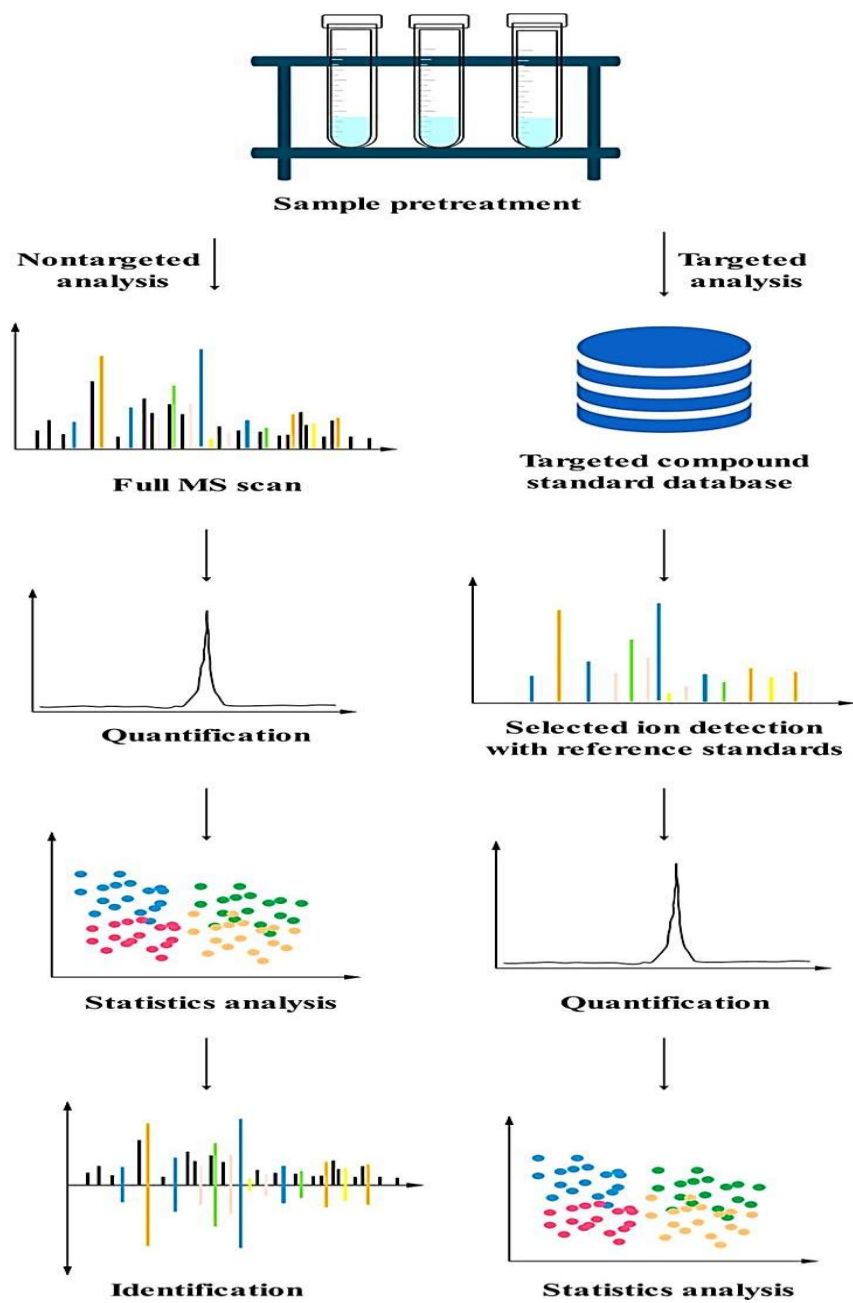 Sample pretreatment
Nontargeted
analysis
Targeted
analysis
Full MS scan
Targeted compound
standard database
Quantification
Selected ion detection
with reference standards
Statistics analysis
Quantification
Identification
Statistics analysis